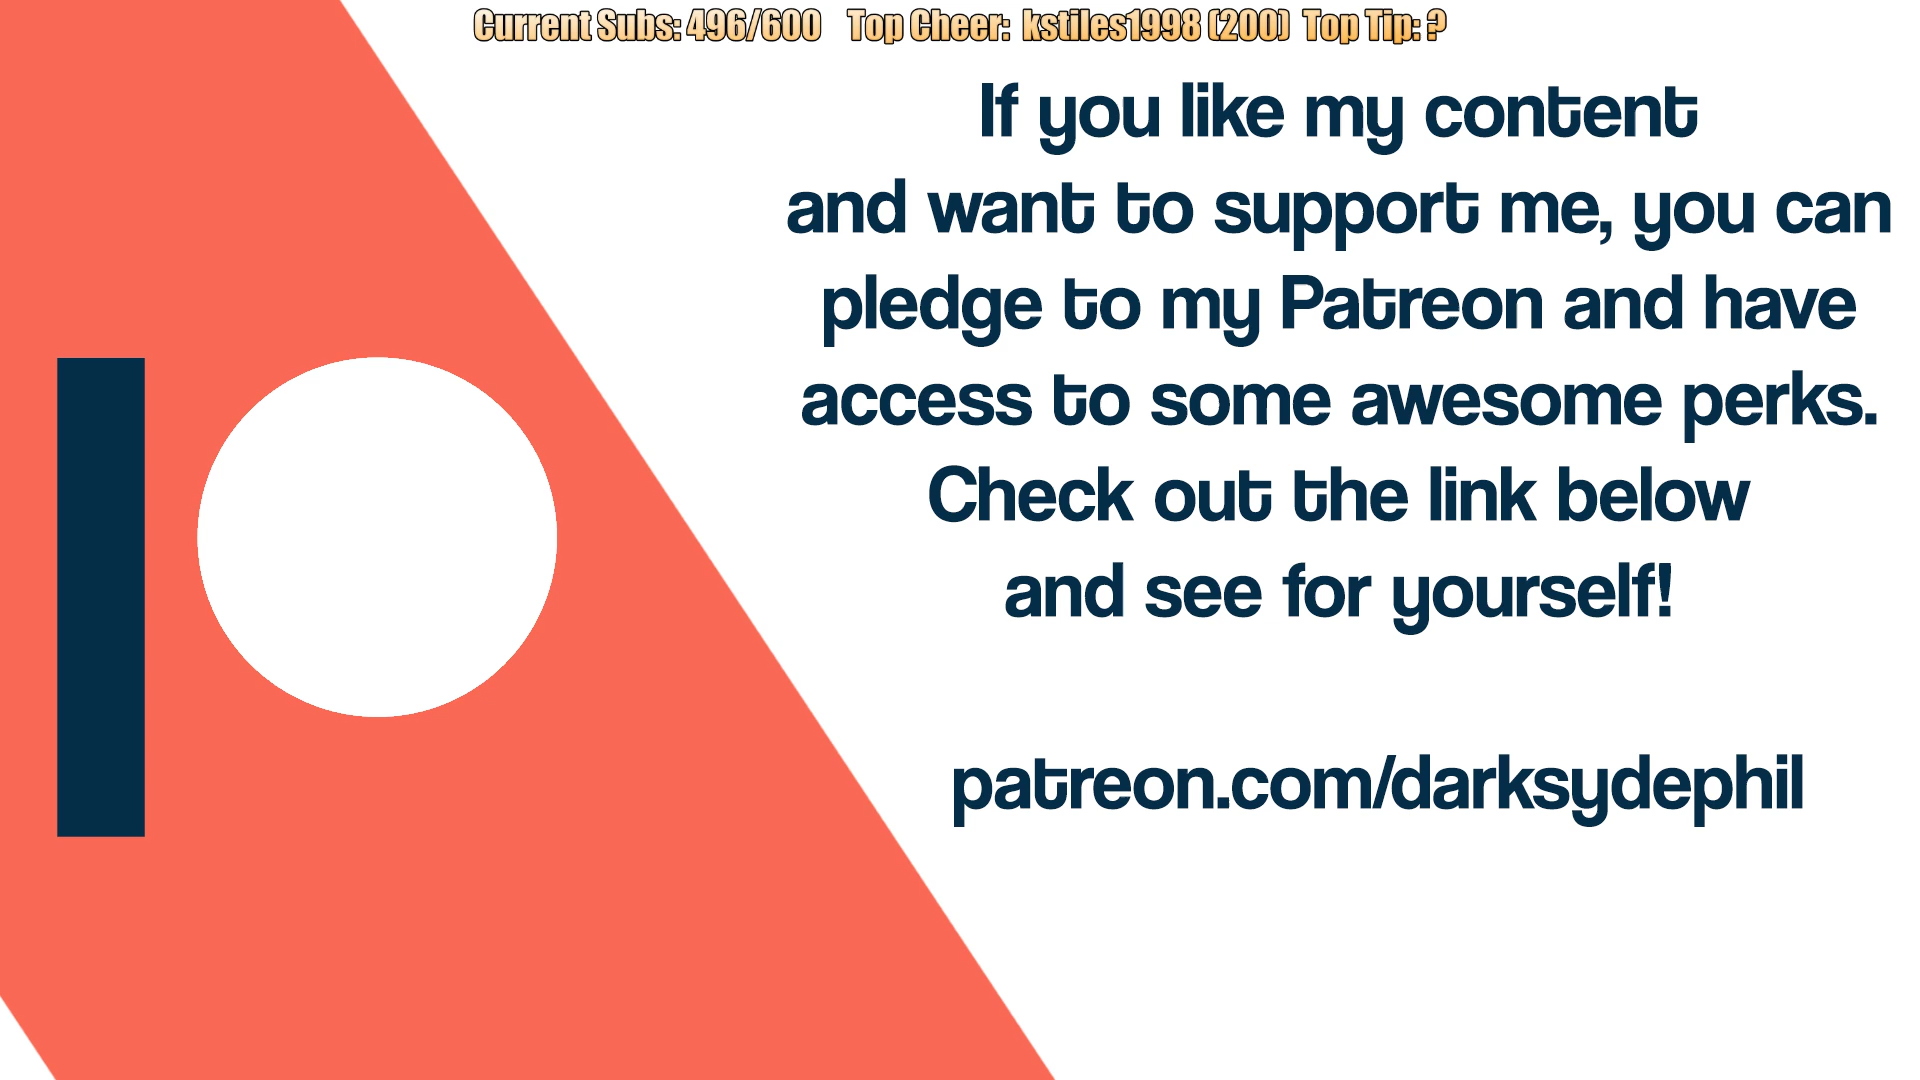 Current Subs: 496/600 Top Cheer: kstiles1998 (200) Top Tip: ?
If you like my content
and want to support me, you can
pledge to my Patreon and have
access to some awesome perks.
Check out the link below
and see for yourself!
patreon.com/darksydephil